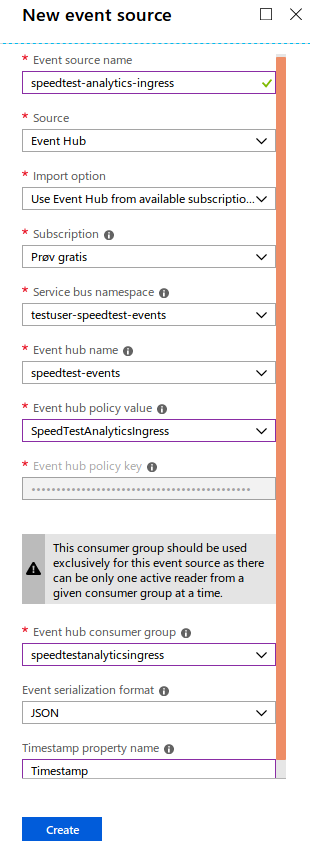 New event source
* Event source name
speedtest-analytics-ingress
* Source
Event Hub
* Import option
Use Event Hub from available subscriptio...
* Subscription
Prøv gratis
* Service bus namespace
testuser-speedtest-events
* Event hub name
speedtest-events
* Event hub policy value
SpeedTestAnalyticsIngress
* Event hub policy key
••••••••••••••••••••••••••••••••••••••••••••
This consumer group should be used
exclusively for this event source as there
can be only one active reader from a
given consumer group at a time.
* Event hub consumer group
speedtestanalyticsingress
Event serialization format
JSON
Timestamp property name
Timestamp
Create